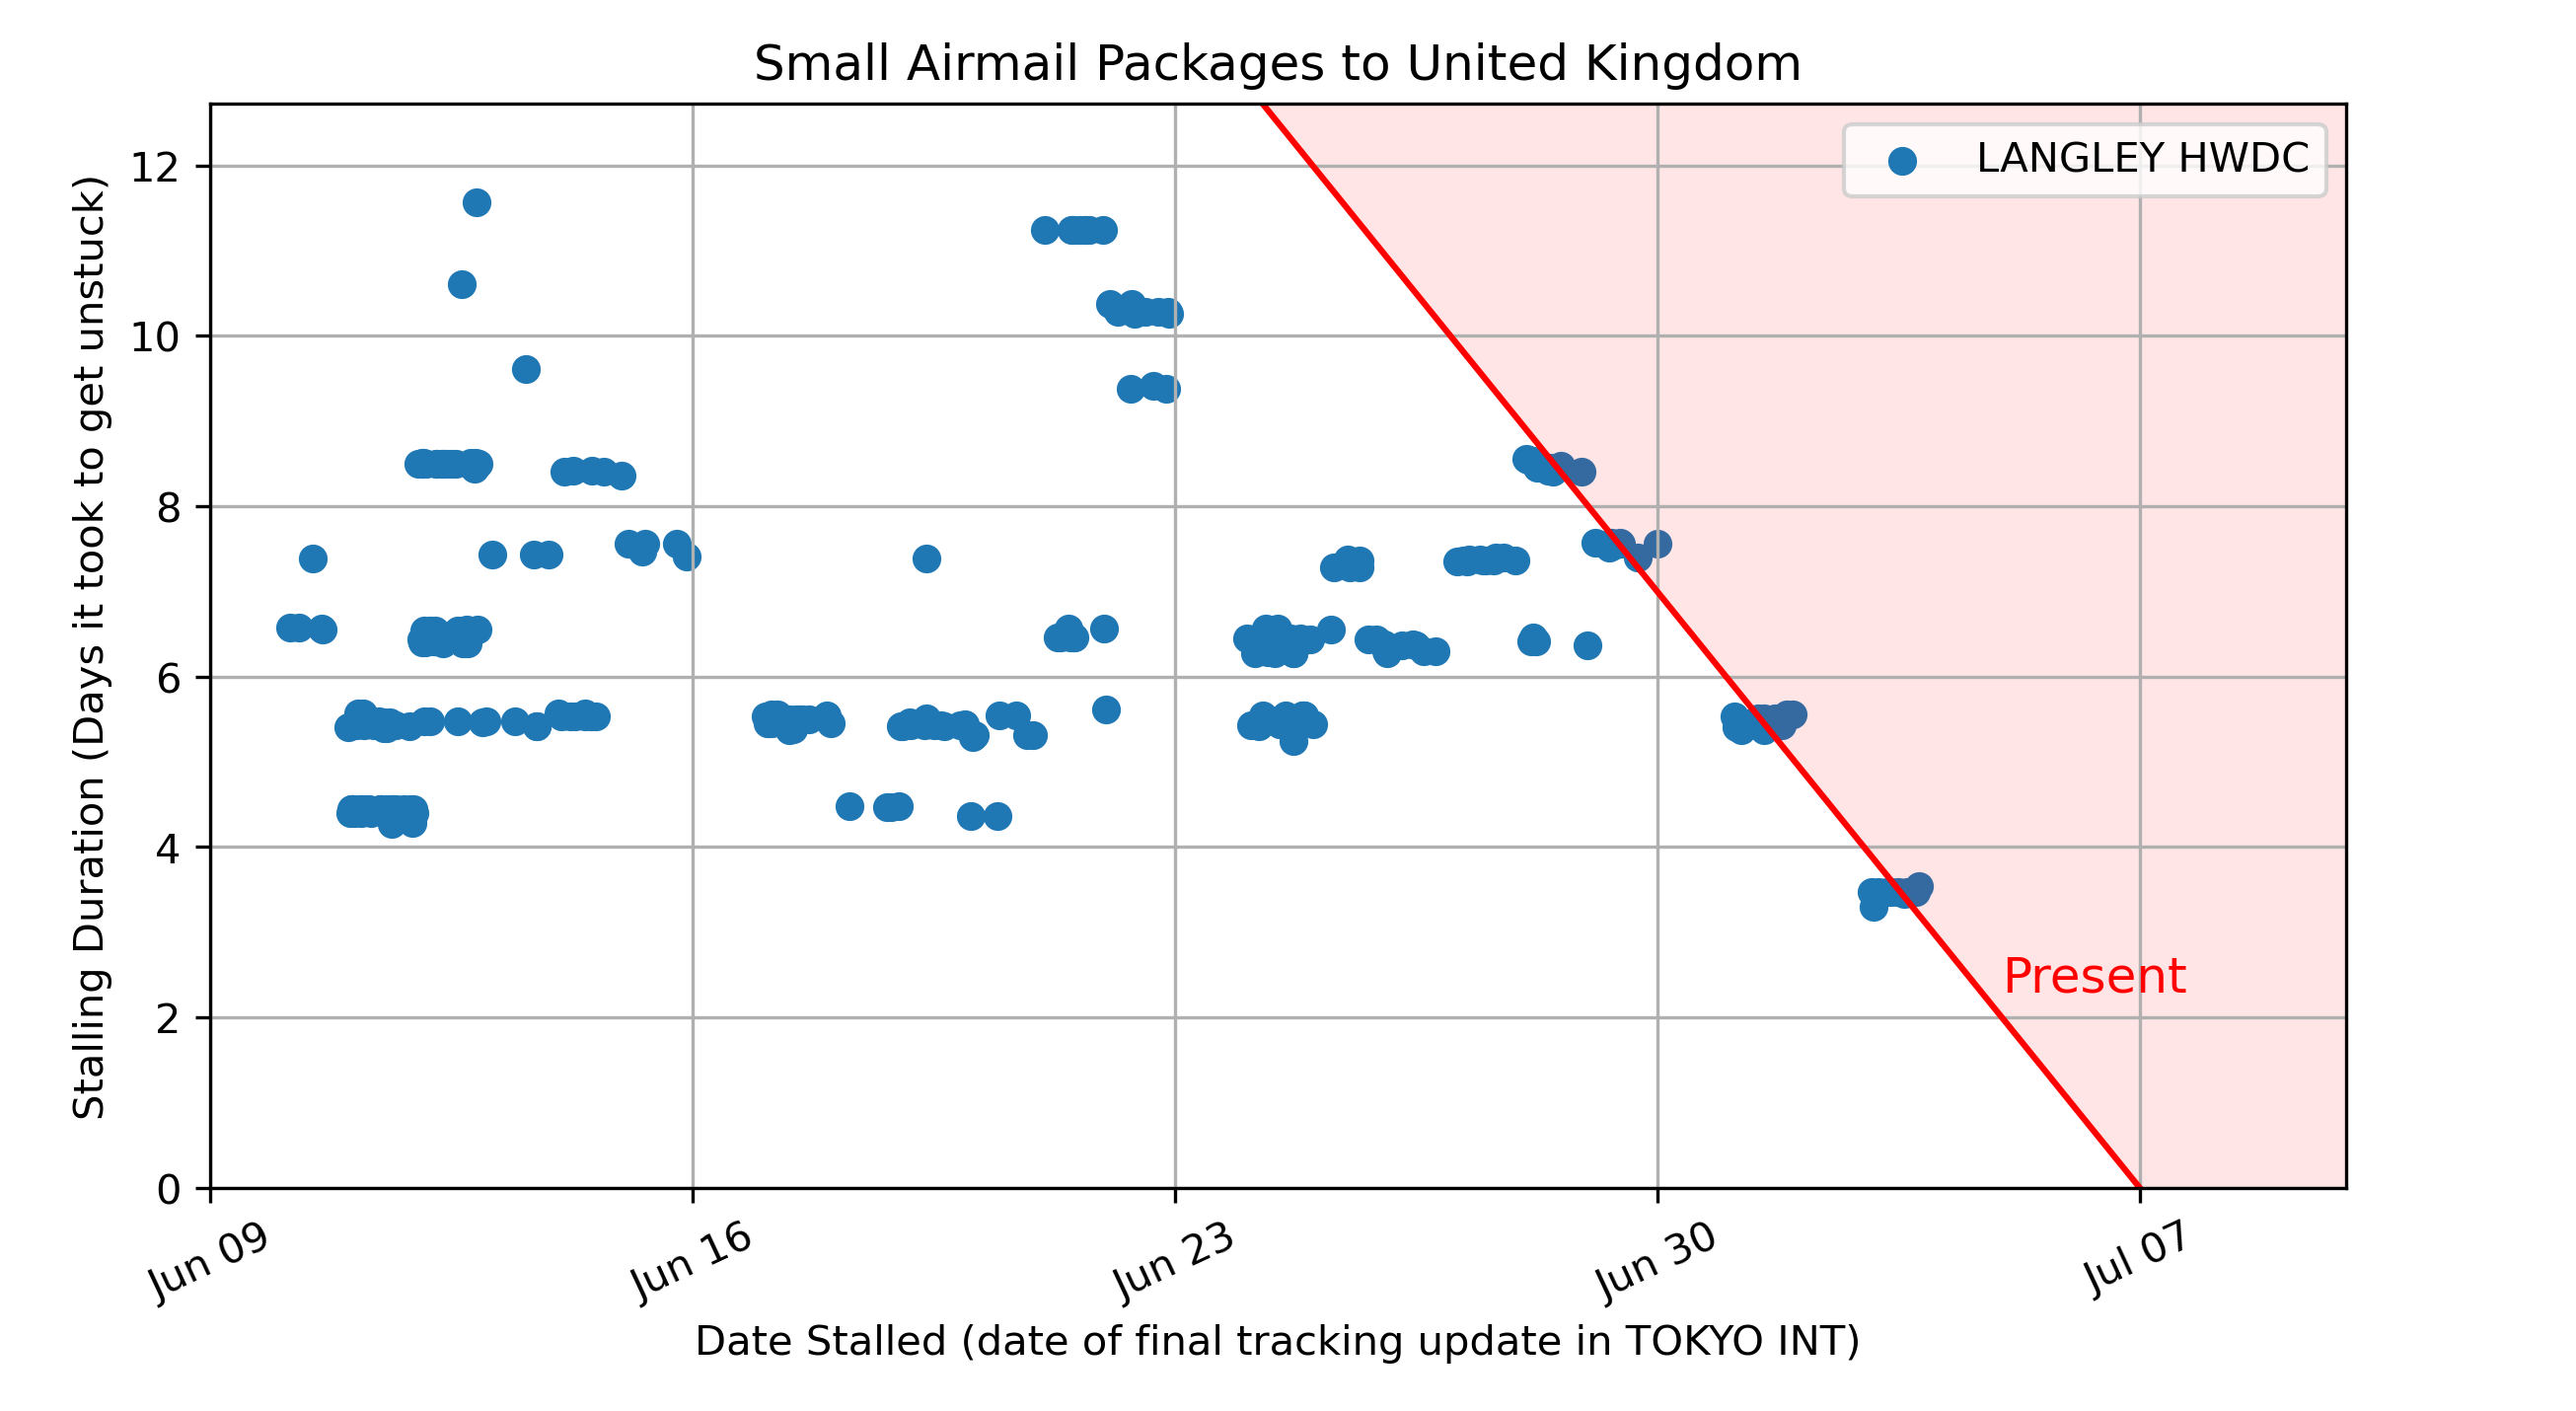 Small Airmail Packages to United Kingdom
LANGLEY HWDC
12
10
8
6
4
2
0
Stalling Duration (Days it took to get unstuck)
Present
Jun 09
Jun 16
Jun 23
Jun 30
Jul 07
Date Stalled (date of final tracking update in TOKYO INT)